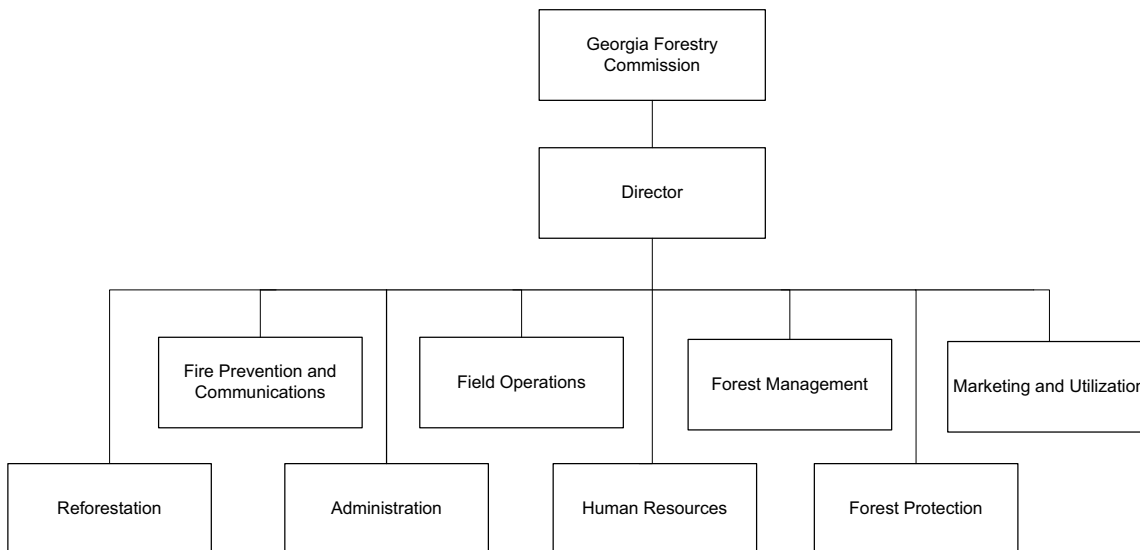 Georgia Forestry
Commission
Director
Fire Prevention and
Communications
Field Operations
Forest Management
Marketing and Utilization
Reforestation
Administration
Human Resources
Forest Protection